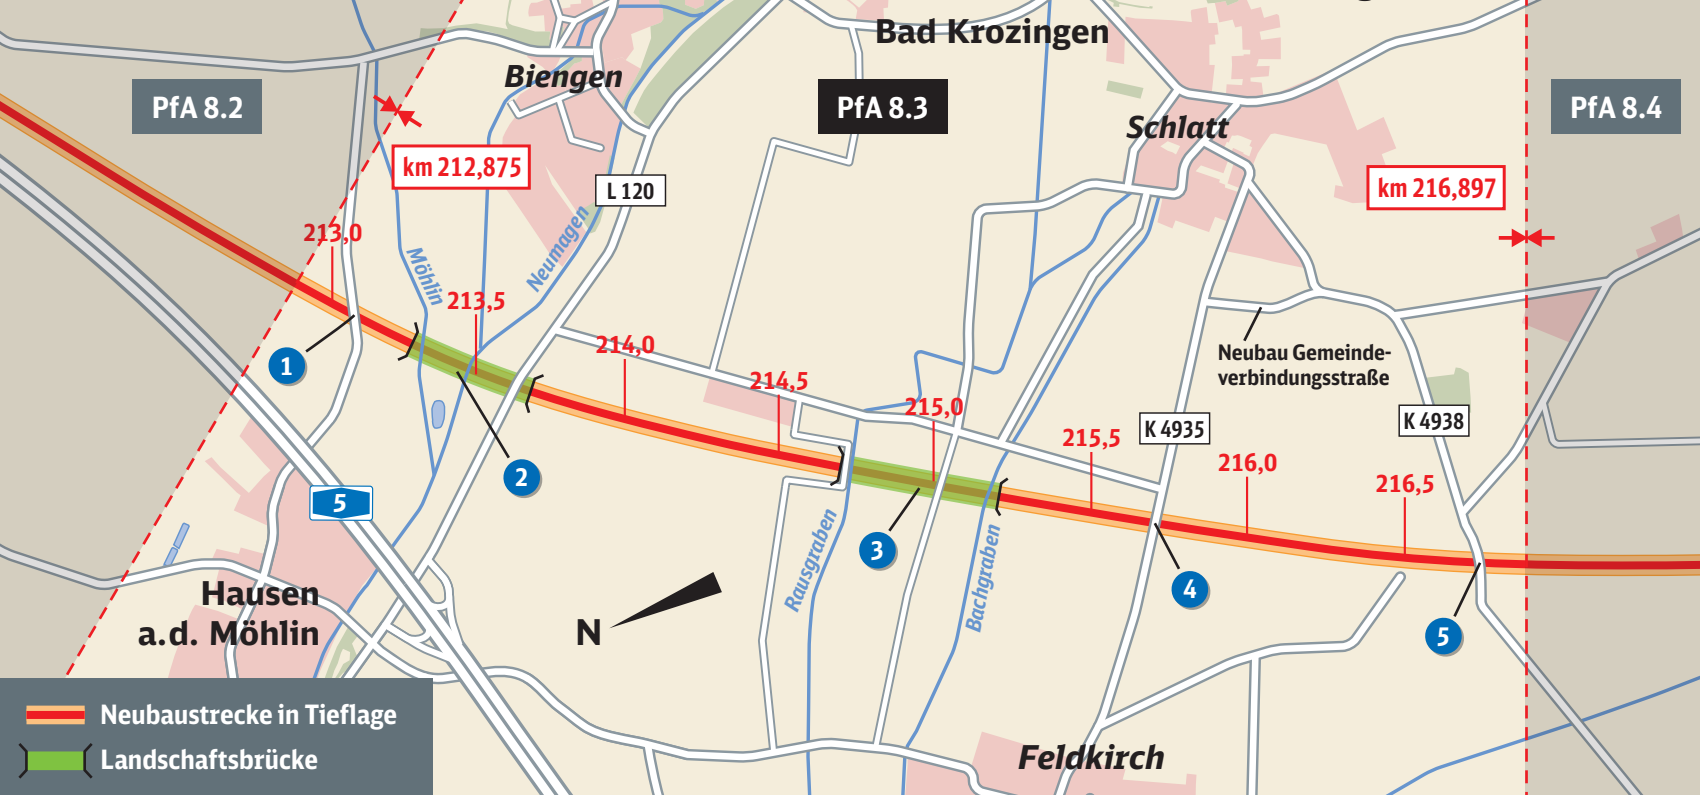 Bad Krozingen
Biengen
PfA 8.2
PfA 8.3
PfA 8.4
Schlatt
km 212,875
L 120
km 216,897
213,0
Möhlin
Neumagen
213,5
214,0
214,5
215,0
Neubau Gemeinde-
verbindungsstraße
1
K 4935
K 4938
215,5
216,0
216,5
2
5
3
Rausgraben
Bachgraben
4
5
Hausen
a.d. Möhlin
N
Neubaustrecke in Tieflage
Landschaftsbrücke
Feldkirch